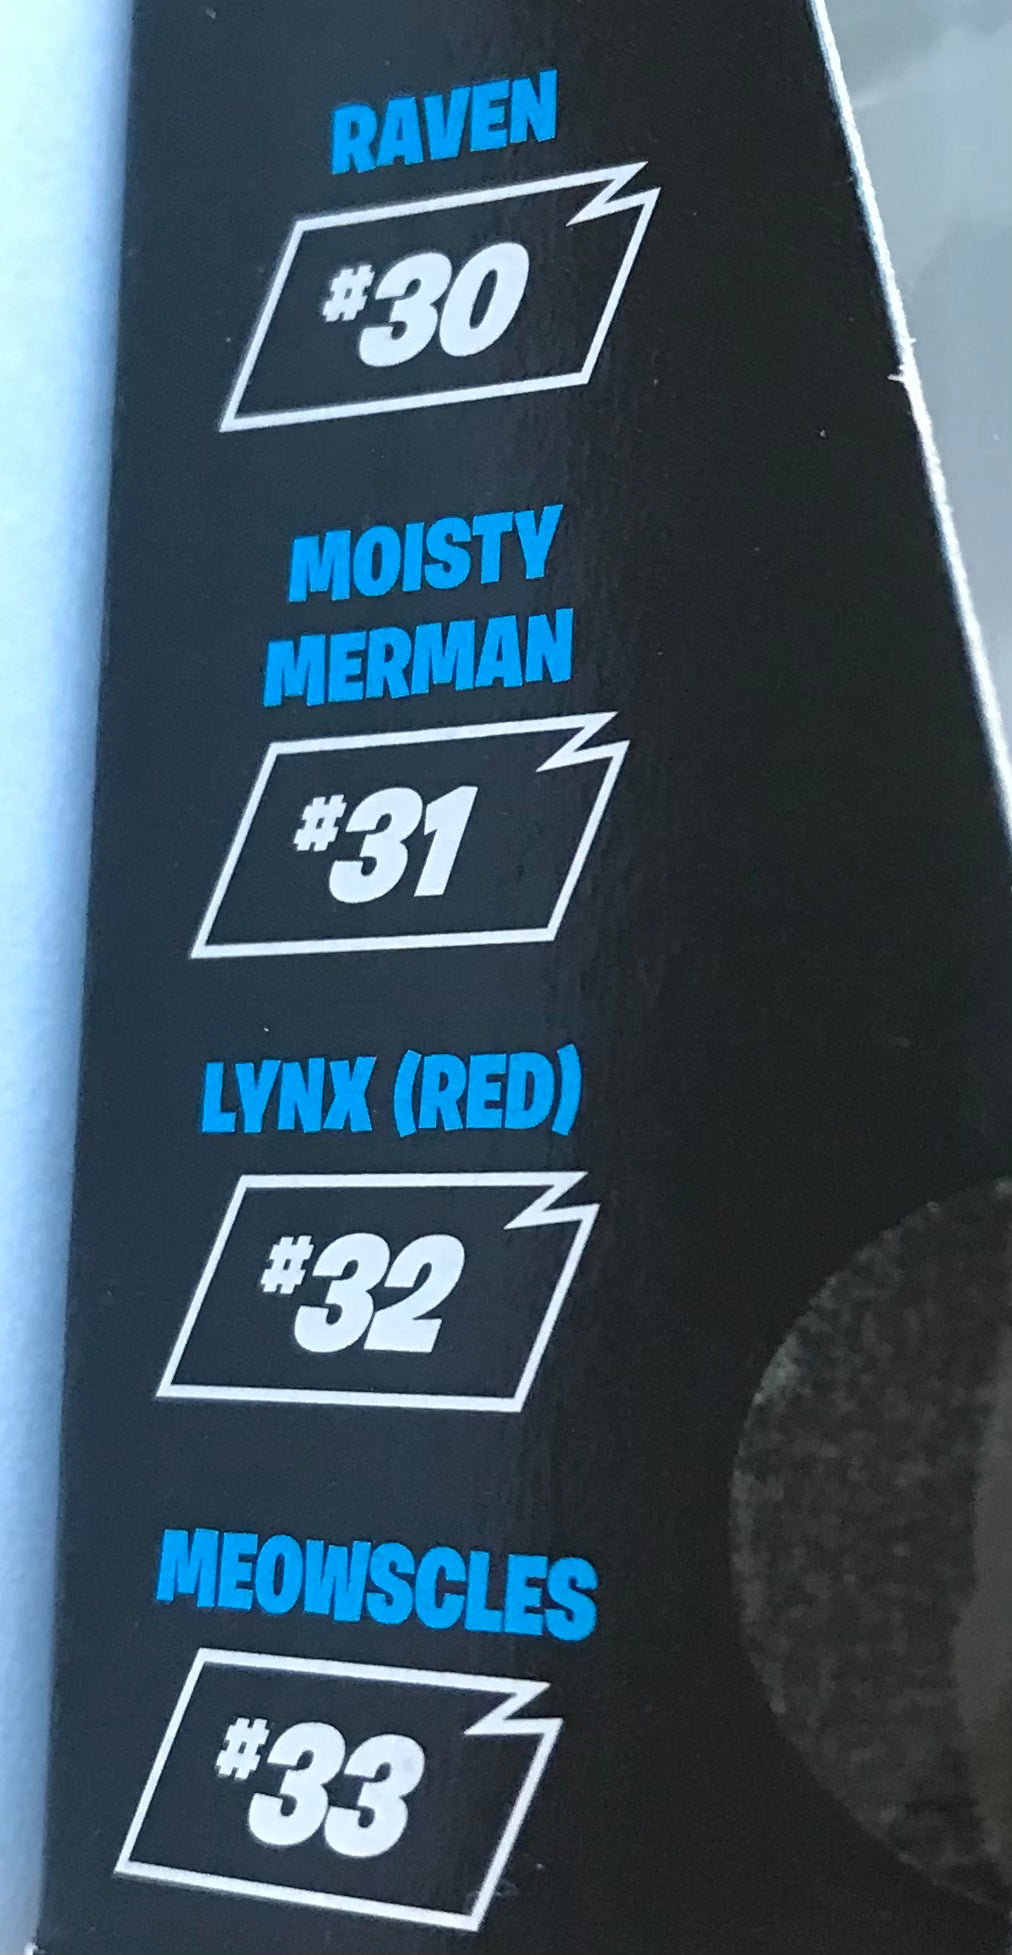 RAVEN
#30
MOISTY
MERMAN
#31
LYNX (RED)
#32
MEOWSCLES
#33